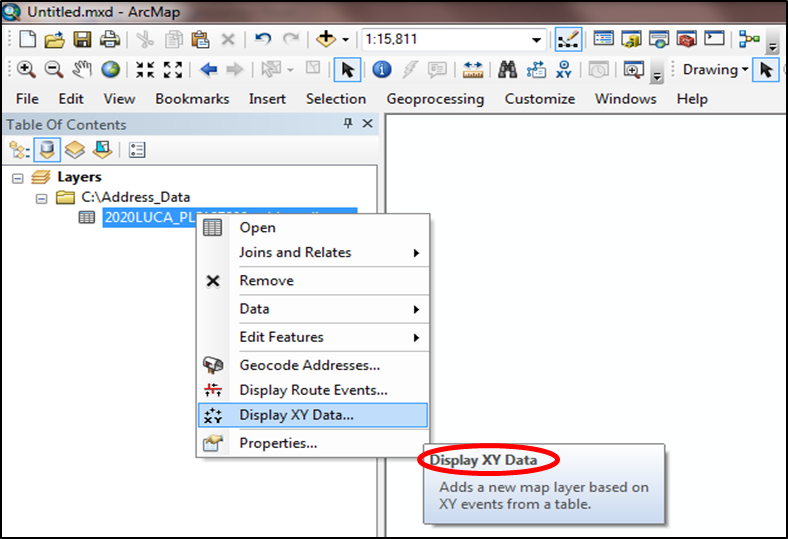 Untitled.mxd - ArcMap
1:15,811
Drawing
File Edit View Bookmarks Insert Selection Geoprocessing Customize Windows Help
Table Of Contents
Layers
C:\Address_Data
Open
Joins and Relates
Remove
Data
Edit Features
Geocode Addresses...
Display Route Events...
Display XY Data...
Properties...
Display XY Data
Adds a new map layer based on
XY events from a table.